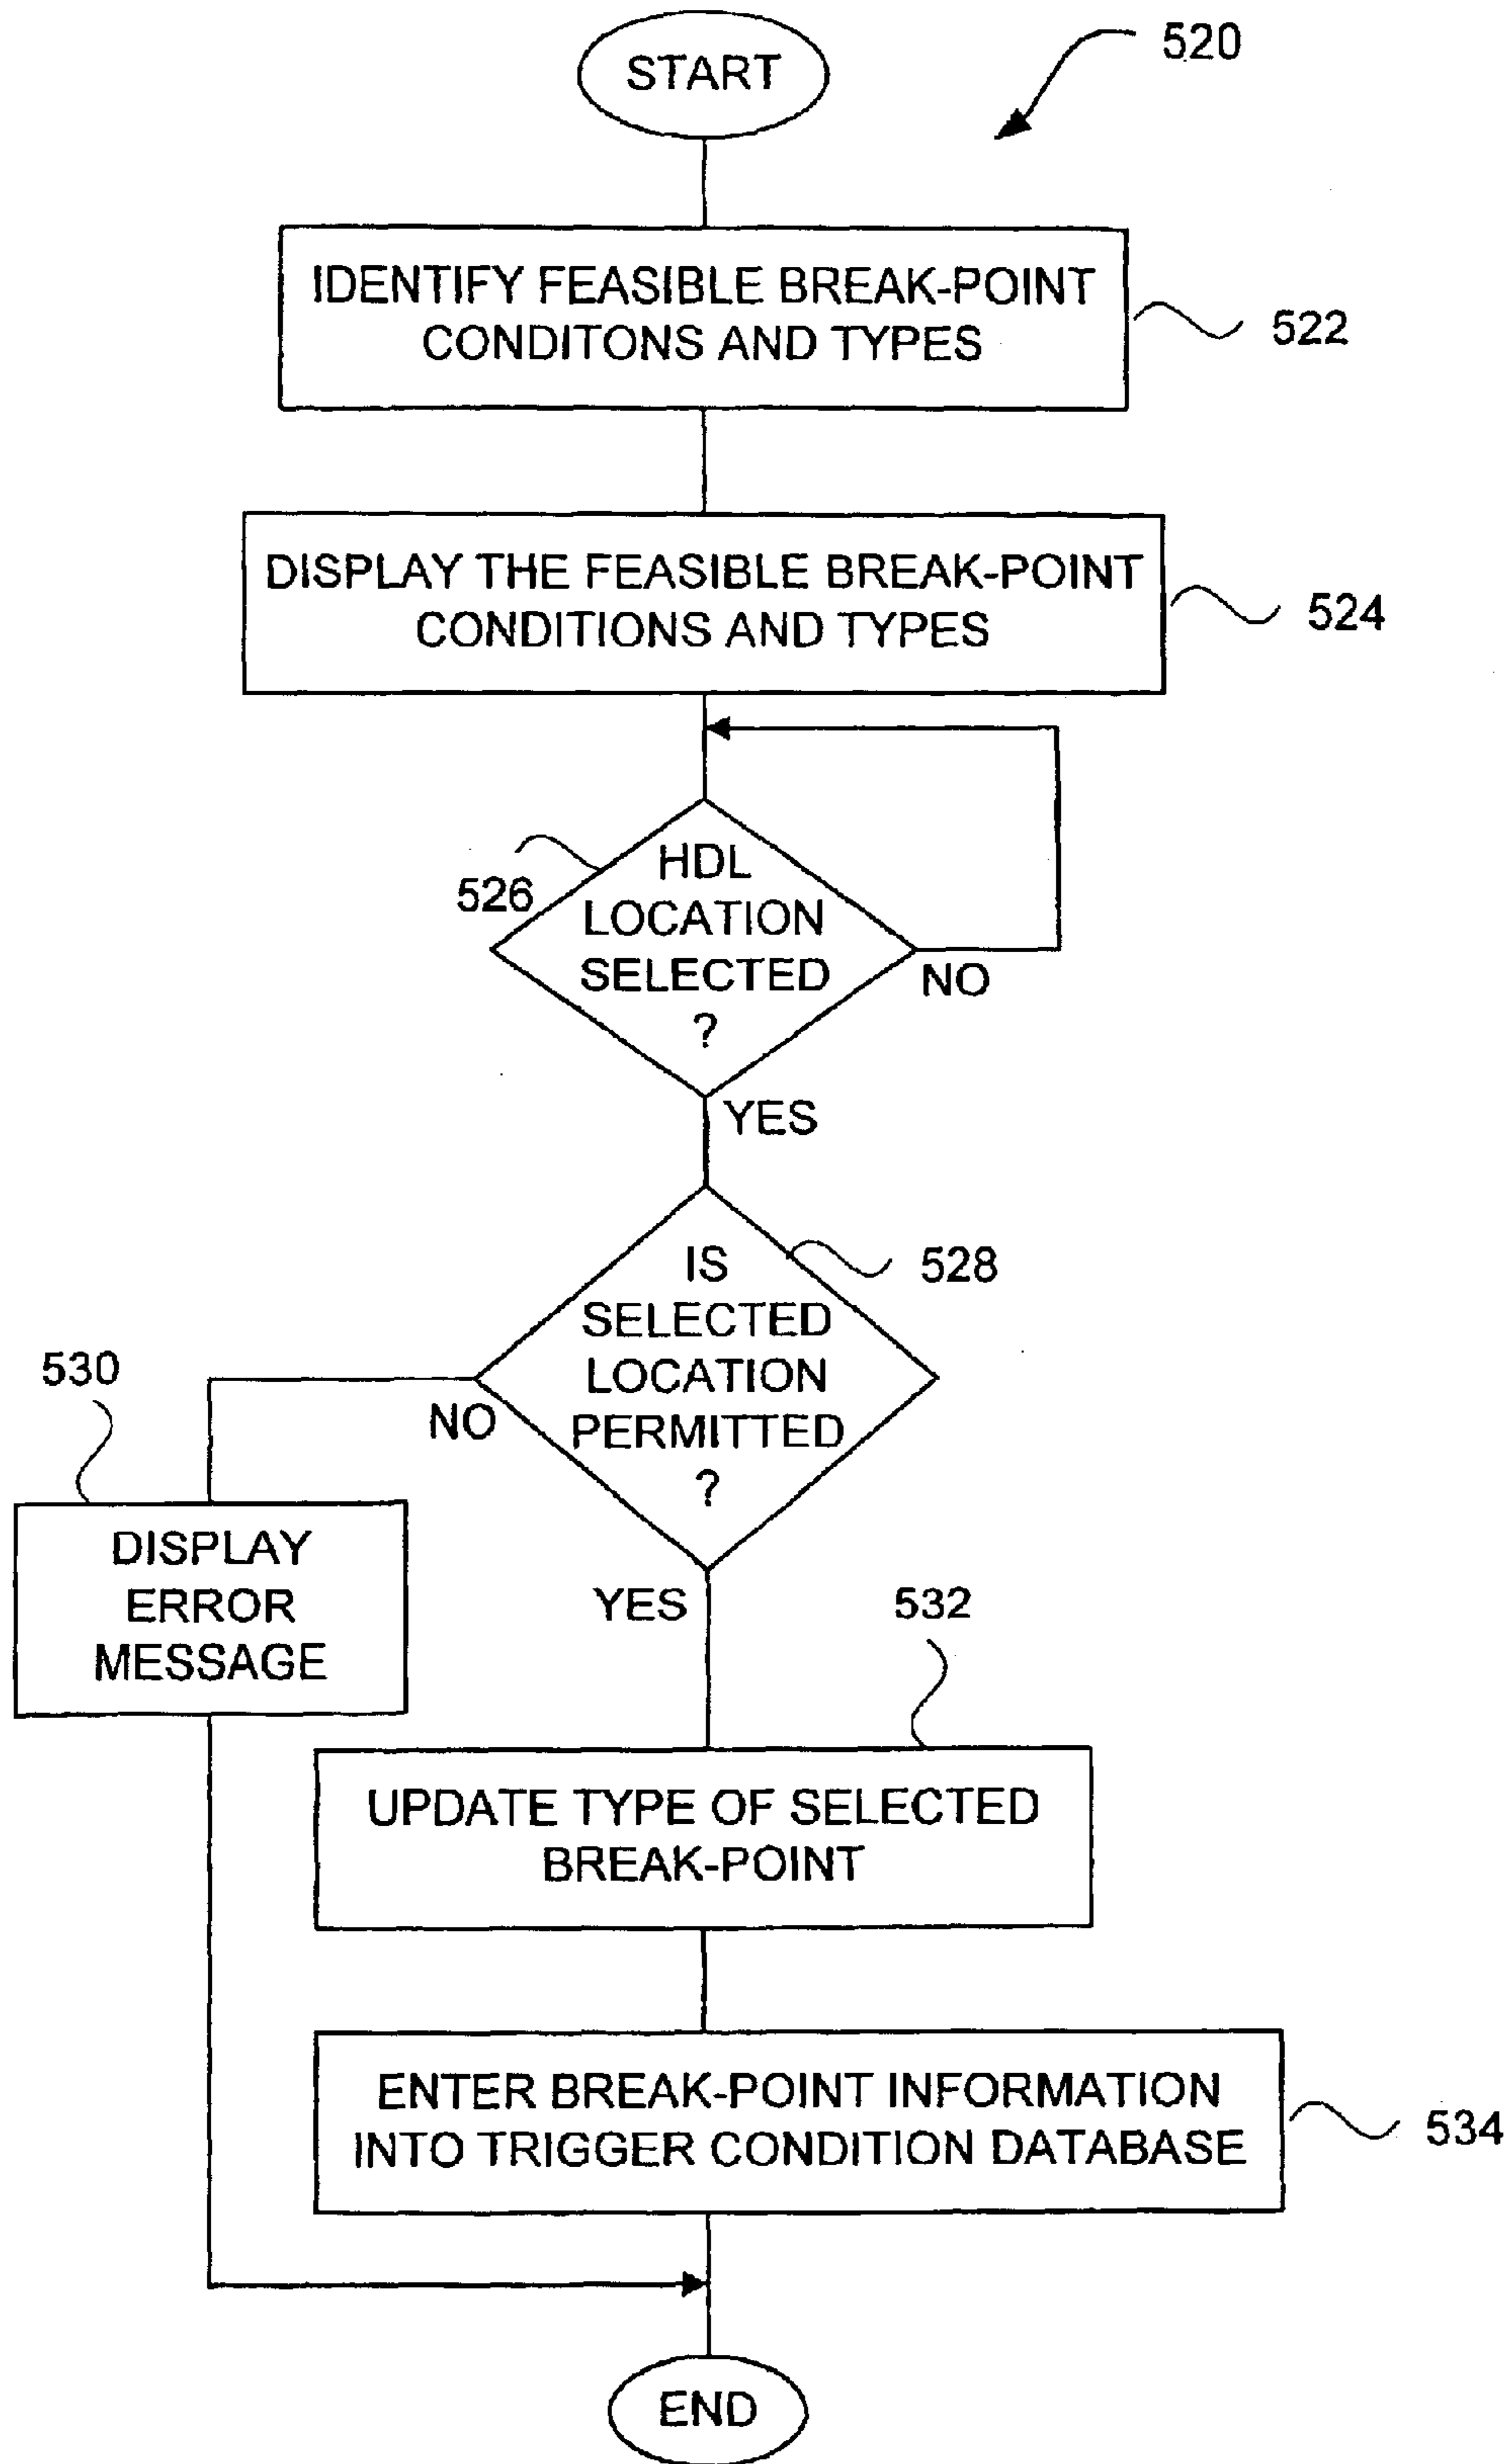 START
520
IDENTIFY FEASIBLE BREAK-POINT
CONDITONS AND TYPES
522
DISPLAY THE FEASIBLE BREAK-POINT
CONDITIONS AND TYPES
524
526
HDL
LOCATION
SELECTED
?
NO
YES
528
IS
SELECTED
LOCATION
PERMITTED
?
NO
530
DISPLAY
ERROR
MESSAGE
YES
532
UPDATE TYPE OF SELECTED
BREAK-POINT
ENTER BREAK-POINT INFORMATION
INTO TRIGGER CONDITION DATABASE
534
END